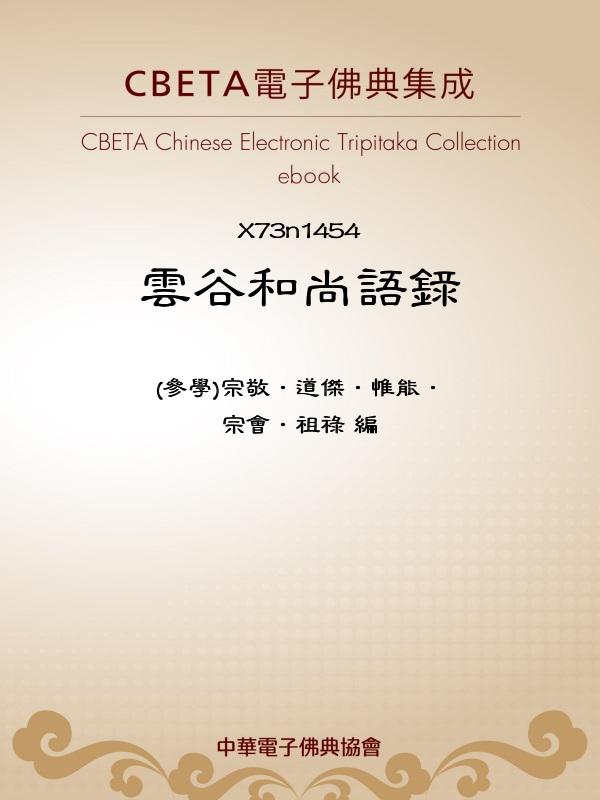 CBETA電子佛典集成
CBETA Chinese Electronic Tripitaka Collection
ebook
X73n1454
雲谷和尚語錄
(參學)宗敬．道傑．惟能．
宗會．祖祿 編
中華電子佛典協會